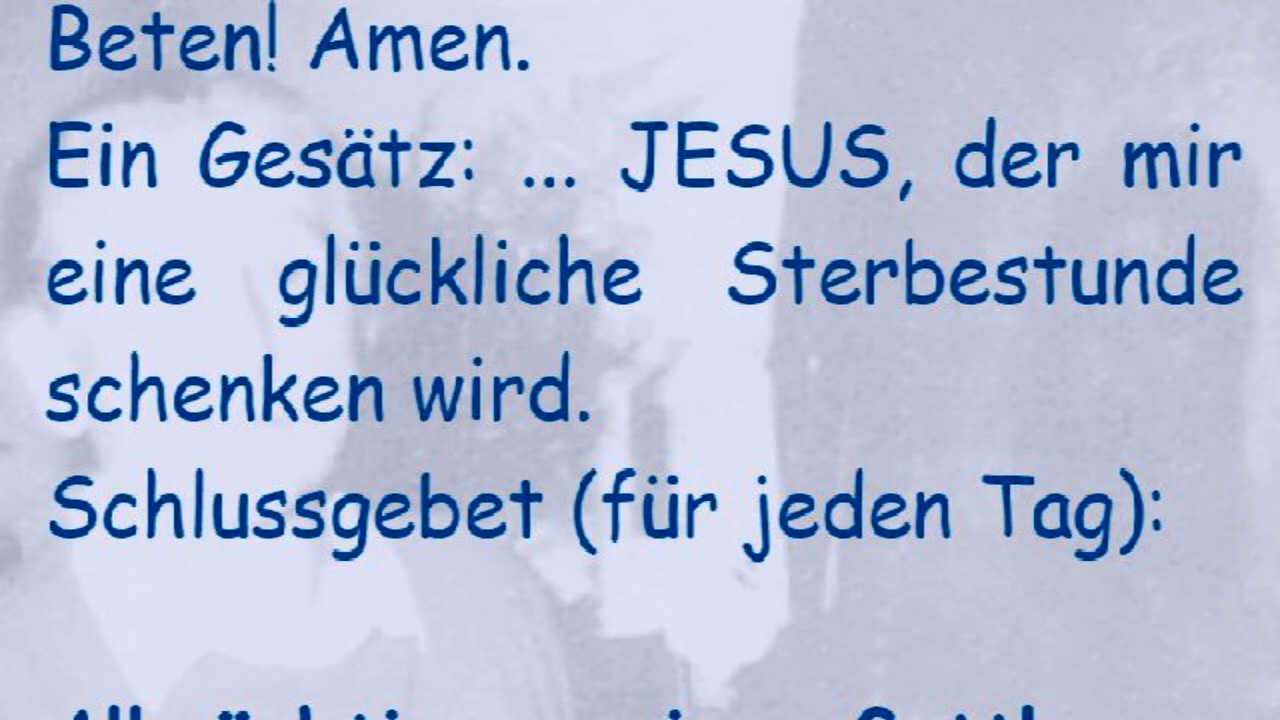 Beten! Amen.
Ein Gesätz: ... JESUS, der mir
eine glückliche Sterbestunde
schenken wird.
Schlussgebet (für jeden Tag):